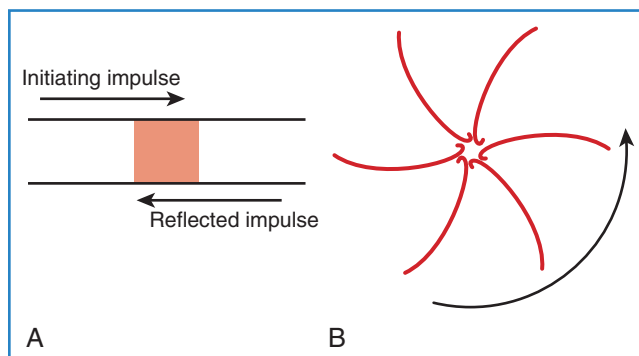 Initiating impulse
Reflected impulse
A
B